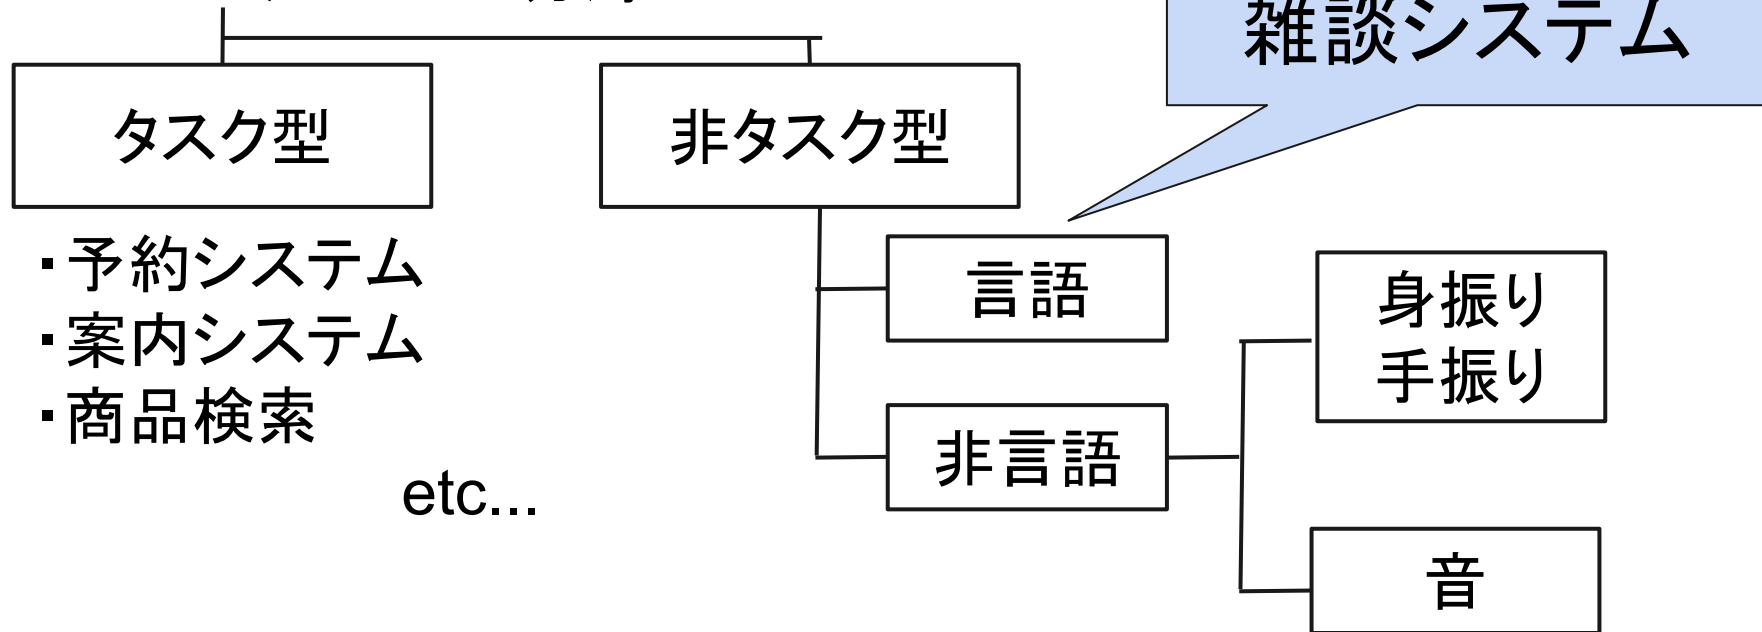 雑談システム
タスク型
非タスク型
・予約システム
・案内システム
・商品検索
etc...
言語
非言語
身振り
手振り
音